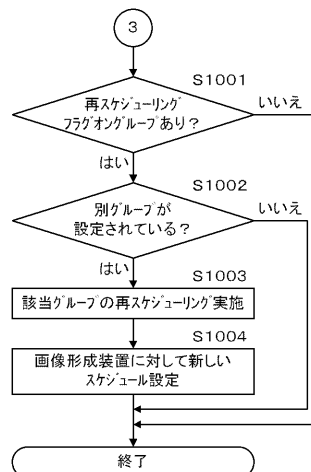 3
S1001
再スケジューリング
フラグオングループあり？
いいえ
はい
S1002
別グループが
設定されている？
いいえ
はい
S1003
該当グループの再スケジューリング実施
S1004
画像形成装置に対して新しい
スケジュール設定
終了